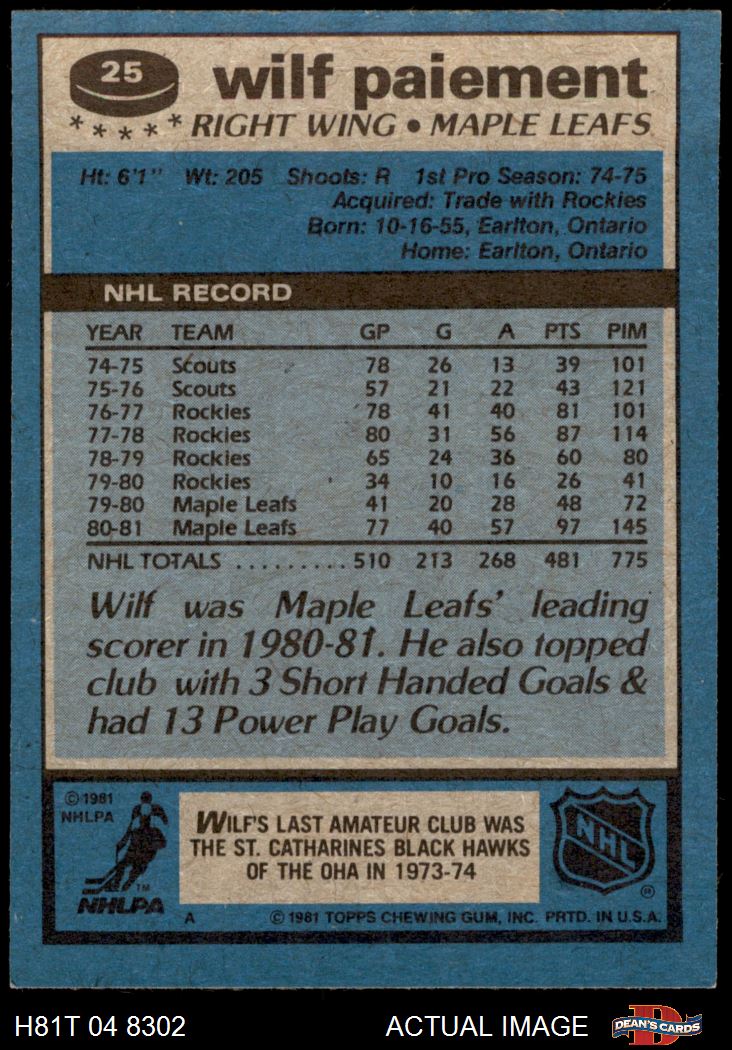 25
wilf paiement
RIGHT WING • MAPLE LEAFS
Ht: 6'1" Wt: 205 Shoots: R 1st Pro Season: 74-75
Acquired: Trade with Rockies
Born: 10-16-55, Earlton, Ontario
Home: Earlton, Ontario
NHL RECORD
YEAR TEAM GP G A PTS PIM
74-75 Scouts 78 26 13 39 101
75-76 Scouts 57 21 22 43 121
76-77 Rockies 78 41 40 81 101
77-78 Rockies 80 31 56 87 114
78-79 Rockies 65 24 36 60 80
79-80 Rockies 34 10 16 26 41
79-80 Maple Leafs 41 20 28 48 72
80-81 Maple Leafs 77 40 57 97 145
NHL TOTALS ......... 510 213 268 481 775
Wilf was Maple Leafs' leading
scorer in 1980-81. He also topped
club with 3 Short Handed Goals &
had 13 Power Play Goals.
© 1981
NHLPA
TM
NHLPA
WILF'S LAST AMATEUR CLUB WAS
THE ST. CATHARINES BLACK HAWKS
OF THE OHA IN 1973-74
NHL
®
A © 1981 TOPPS CHEWING GUM, INC. PRTD. IN U.S.A.
H81T 04 8302 ACTUAL IMAGE
D
DEAN'S CARDS